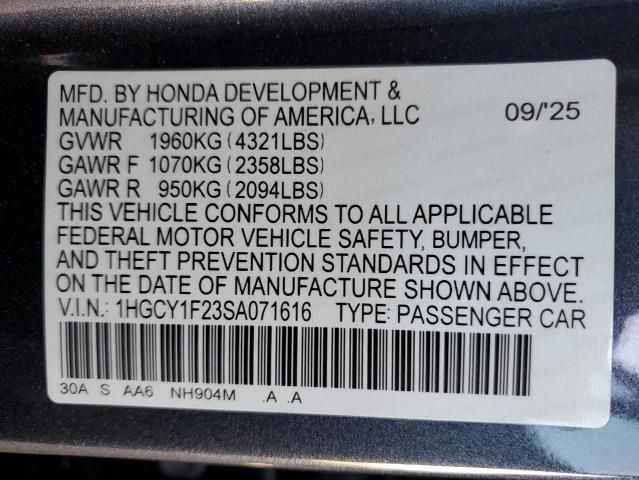 MFD. BY HONDA DEVELOPMENT &
MANUFACTURING OF AMERICA, LLC 09/'25
GVWR 1960KG (4321LBS)
GAWR F 1070KG (2358LBS)
GAWR R 950KG (2094LBS)
THIS VEHICLE CONFORMS TO ALL APPLICABLE
FEDERAL MOTOR VEHICLE SAFETY, BUMPER,
AND THEFT PREVENTION STANDARDS IN EFFECT
ON THE DATE OF MANUFACTURE SHOWN ABOVE.
V.I.N.: 1HGCY1F23SA071616 TYPE: PASSENGER CAR
30A S AA6 NH904M .A .A